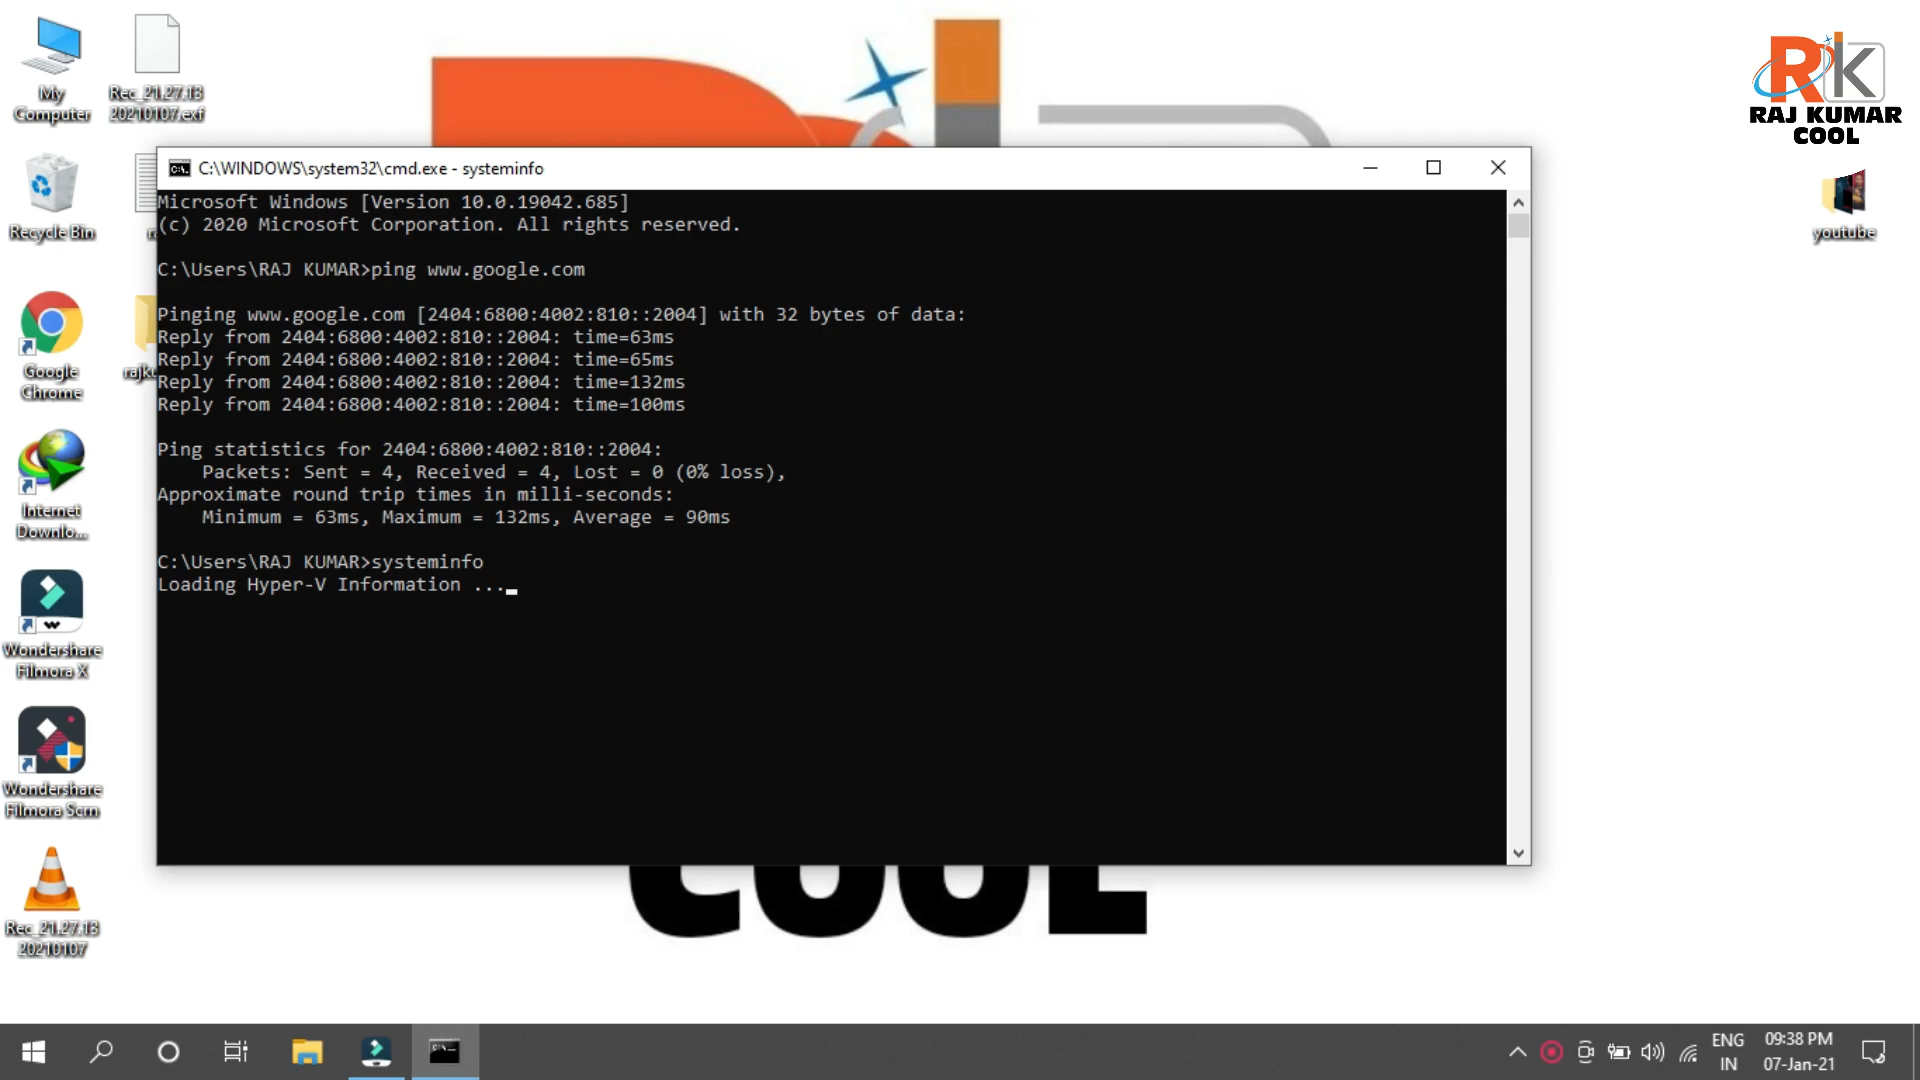 My
Computer
Rec_21.27.13
20210107.exf
RAJ KUMAR
COOL
C:\WINDOWS\system32\cmd.exe - systeminfo
Microsoft Windows [Version 10.0.19042.685]
(c) 2020 Microsoft Corporation. All rights reserved.
C:\Users\RAJ KUMAR>ping www.google.com
Pinging www.google.com [2404:6800:4002:810::2004] with 32 bytes of data:
Reply from 2404:6800:4002:810::2004: time=63ms
Reply from 2404:6800:4002:810::2004: time=65ms
Reply from 2404:6800:4002:810::2004: time=132ms
Reply from 2404:6800:4002:810::2004: time=100ms
Ping statistics for 2404:6800:4002:810::2004:
Packets: Sent = 4, Received = 4, Lost = 0 (0% loss),
Approximate round trip times in milli-seconds:
Minimum = 63ms, Maximum = 132ms, Average = 90ms
C:\Users\RAJ KUMAR>systeminfo
Loading Hyper-V Information ...
Recycle Bin
youtube
Google
Chrome
Internet
Downlo...
Wondershare
Filmora X
Wondershare
Filmora Scrn
Rec_21.27.13
20210107
COOL
ENG
IN
09:38 PM
07-Jan-21